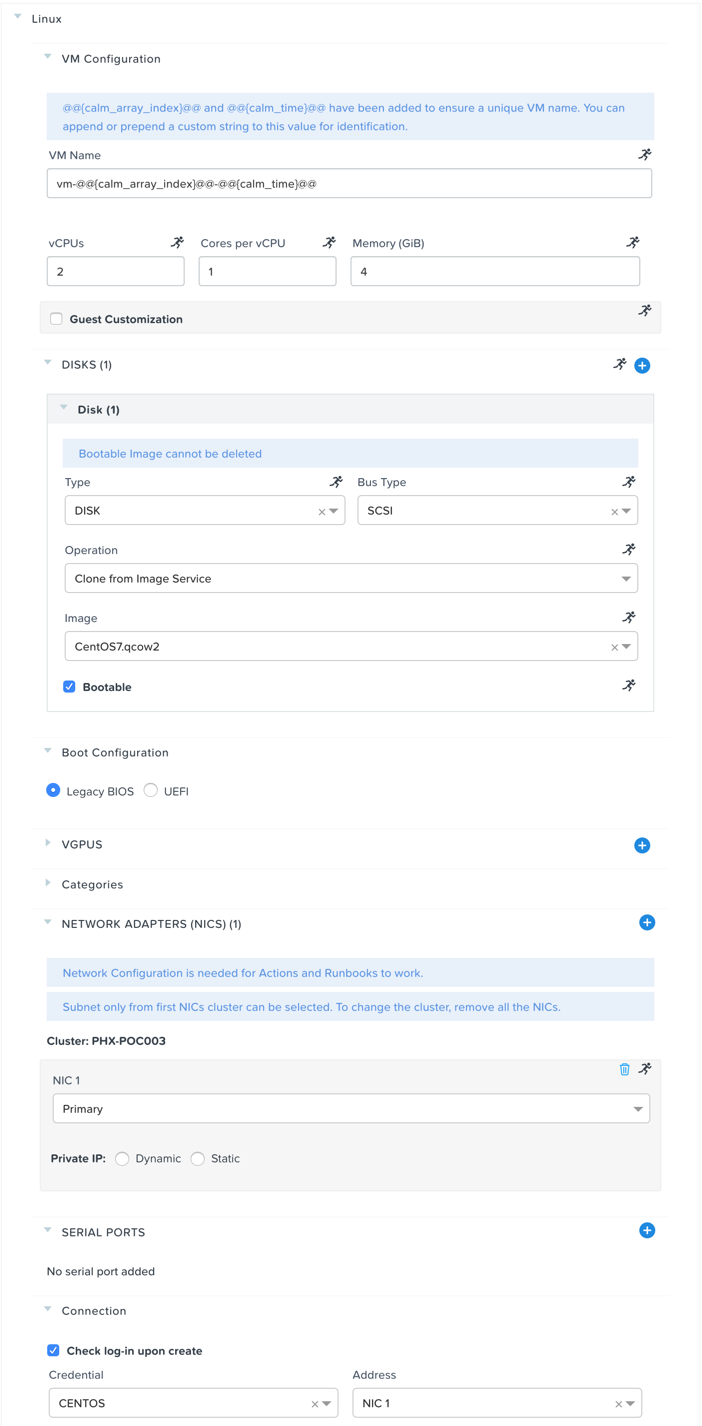 Linux
VM Configuration
@@{calm_array_index}@@ and @@{calm_time}@@ have been added to ensure a unique VM name. You can
append or prepend a custom string to this value for identification.
VM Name
vm-@@{calm_array_index}@@-@@{calm_time}@@
vCPUs Cores per vCPU Memory (GiB)
2 1 4
Guest Customization
DISKS (1)
Disk (1)
Bootable Image cannot be deleted
Type Bus Type
DISK SCSI
Operation
Clone from Image Service
Image
CentOS7.qcow2
Bootable
Boot Configuration
Legacy BIOS UEFI
VGPUS
Categories
NETWORK ADAPTERS (NICS) (1)
Network Configuration is needed for Actions and Runbooks to work.
Subnet only from first NICs cluster can be selected. To change the cluster, remove all the NICs.
Cluster: PHX-POC003
NIC 1
Primary
Private IP: Dynamic Static
SERIAL PORTS
No serial port added
Connection
Check log-in upon create
Credential Address
CENTOS NIC 1